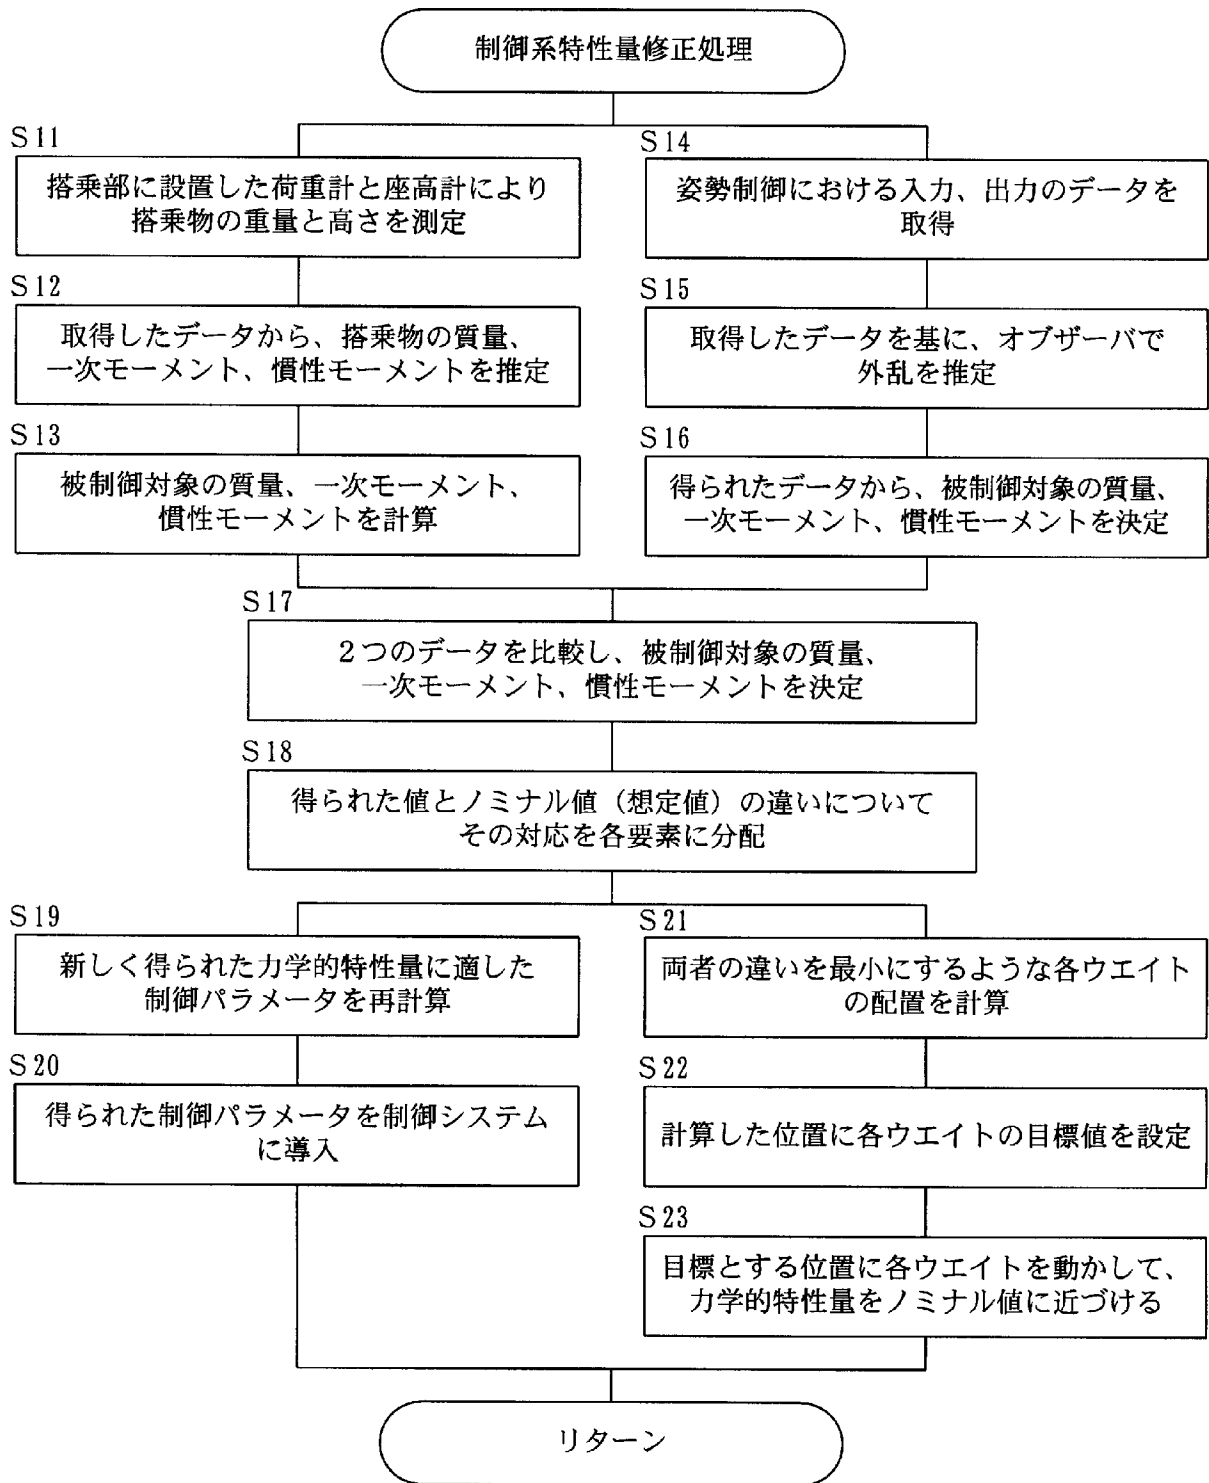 制御系特性量修正処理
S11
搭乗部に設置した荷重計と座高計により
搭乗物の重量と高さを測定
S12
取得したデータから、搭乗物の質量、
一次モーメント、慣性モーメントを推定
S13
被制御対象の質量、一次モーメント、
慣性モーメントを計算
S14
姿勢制御における入力、出力のデータを
取得
S15
取得したデータを基に、オブザーバで
外乱を推定
S16
得られたデータから、被制御対象の質量、
一次モーメント、慣性モーメントを決定
S17
2つのデータを比較し、被制御対象の質量、
一次モーメント、慣性モーメントを決定
S18
得られた値とノミナル値（想定値）の違いについて
その対応を各要素に分配
S19
新しく得られた力学的特性量に適した
制御パラメータを再計算
S20
得られた制御パラメータを制御システム
に導入
S21
両者の違いを最小にするような各ウエイト
の配置を計算
S22
計算した位置に各ウエイトの目標値を設定
S23
目標とする位置に各ウエイトを動かして、
力学的特性量をノミナル値に近づける
リターン